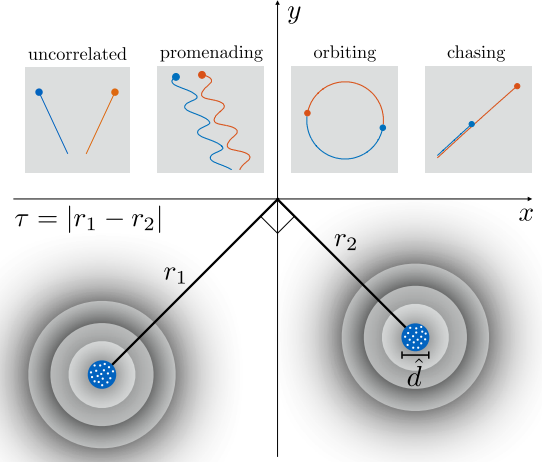 y
uncorrelated
promenading
orbiting
chasing
x
τ = |r₁ − r₂|
r₁
r₂
d̂